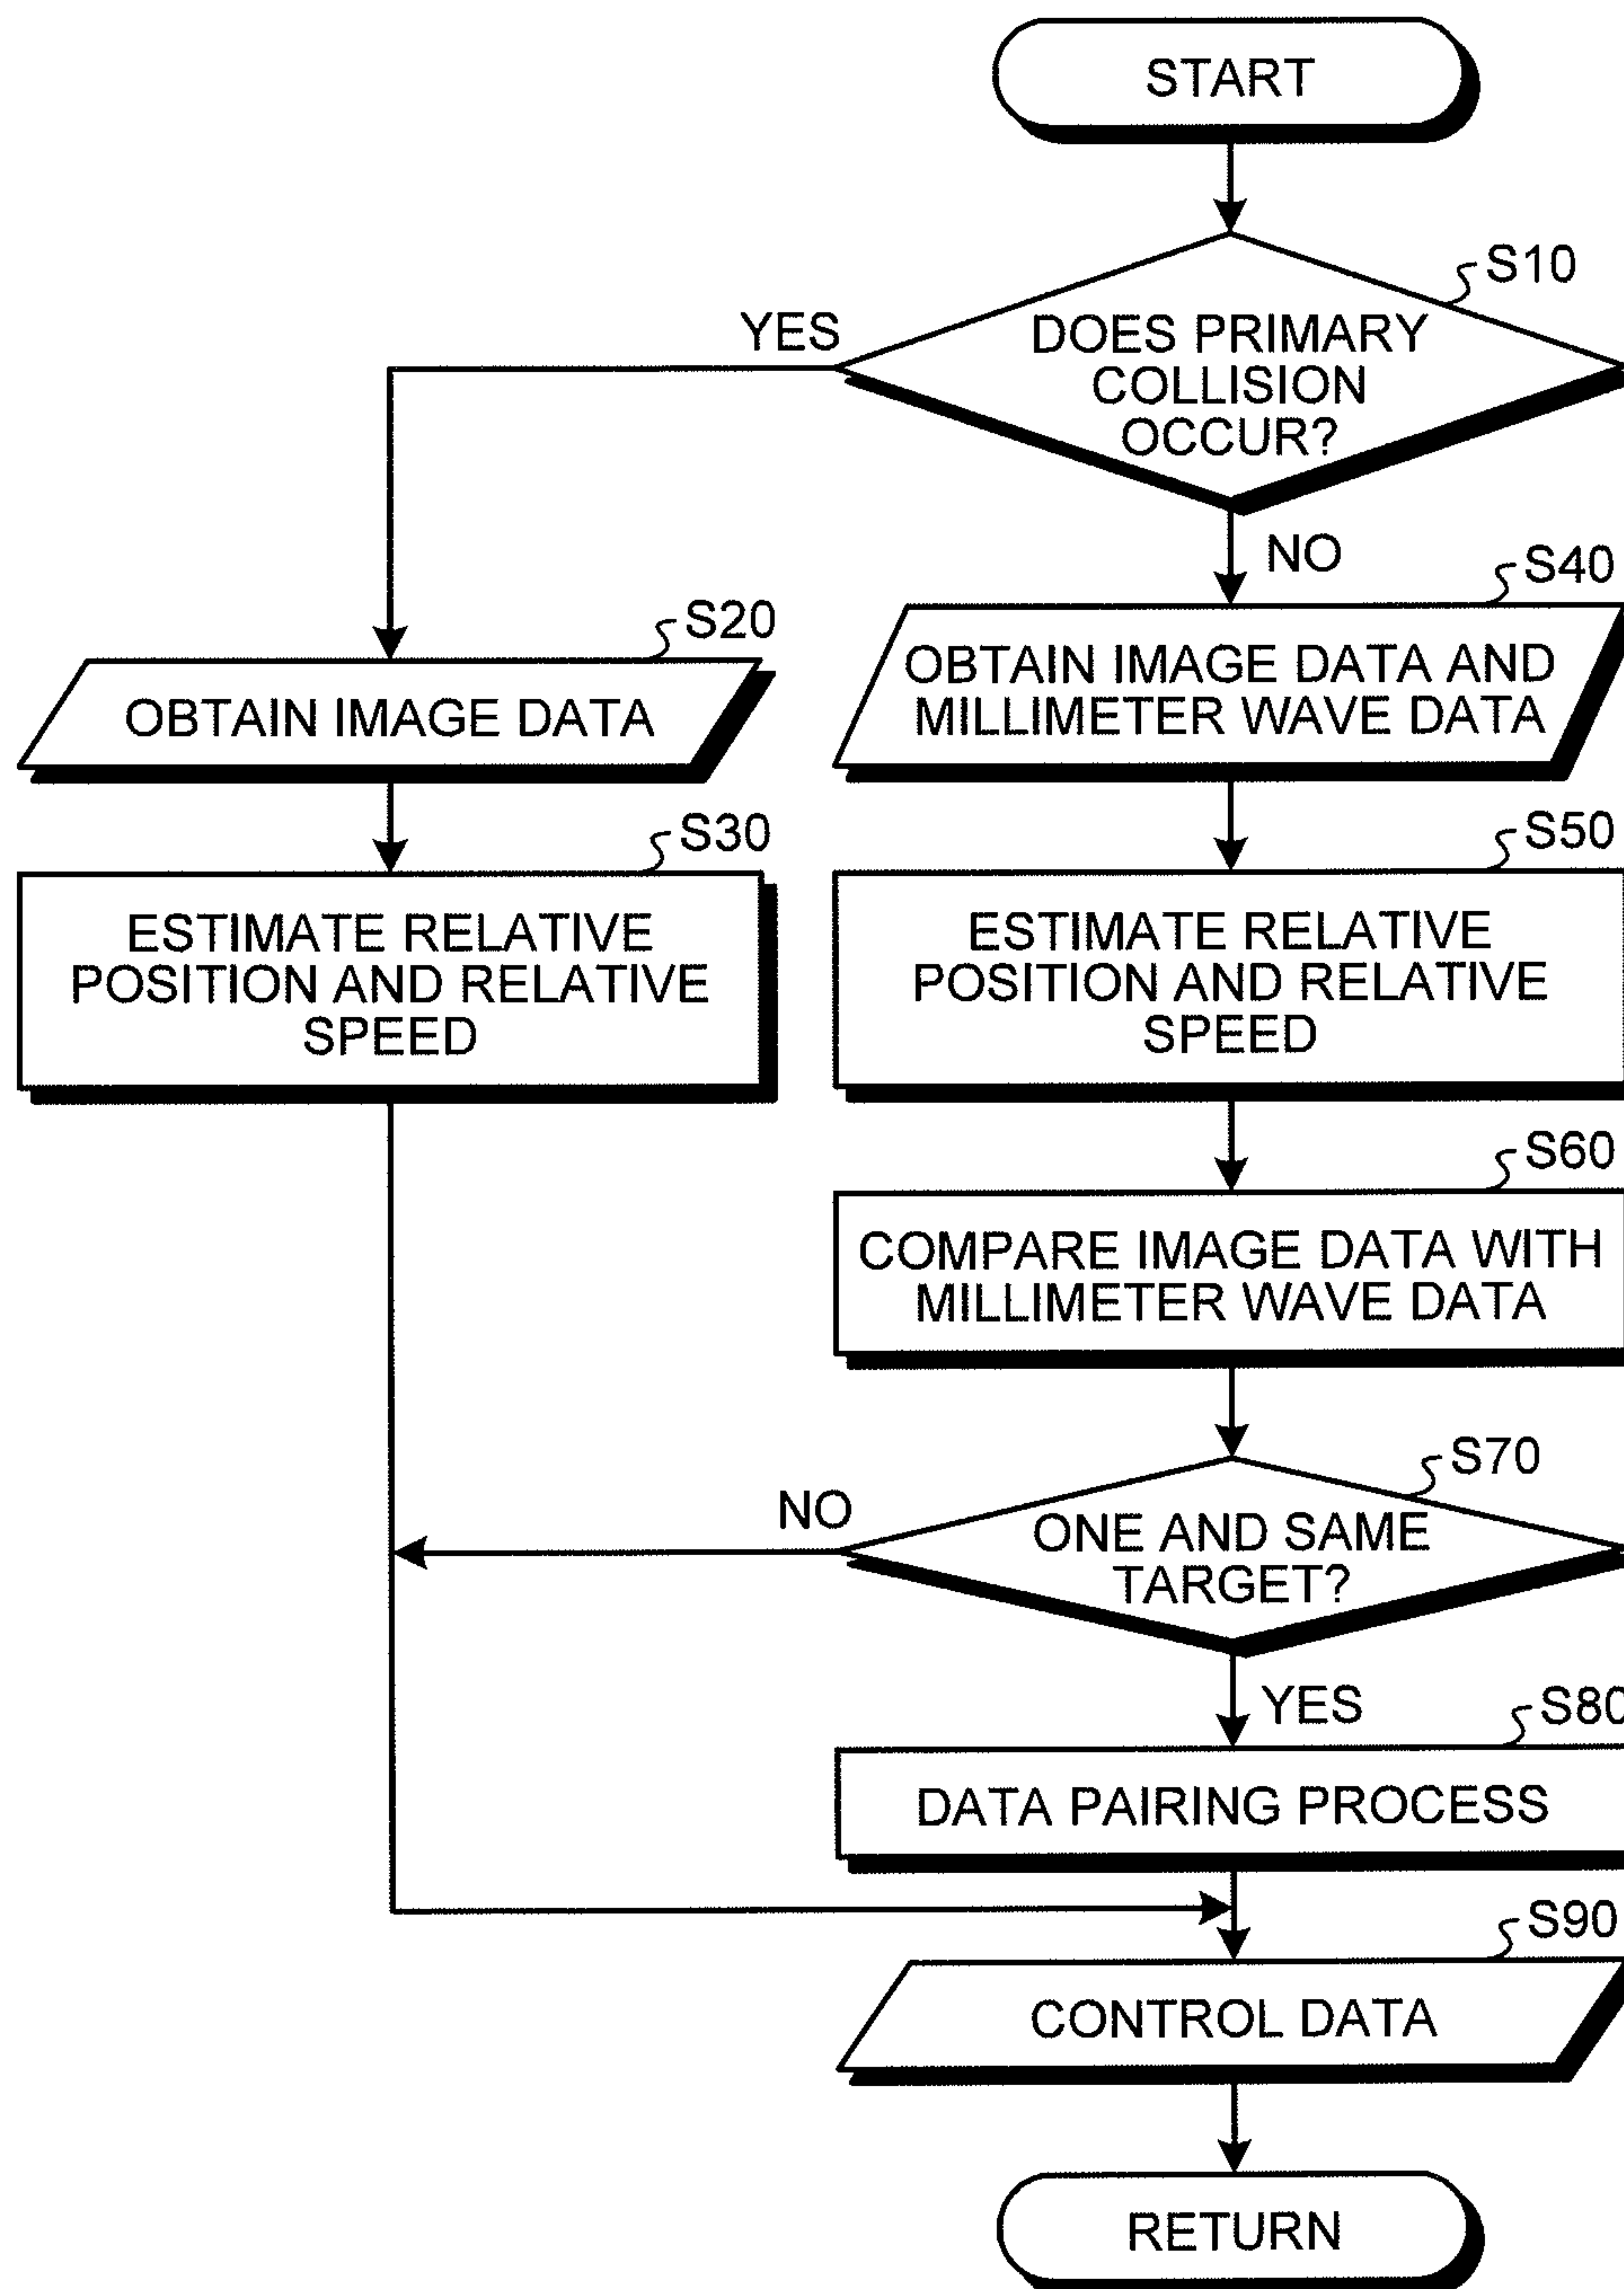 START
S10
YES
DOES PRIMARY
COLLISION
OCCUR?
NO
S40
S20
OBTAIN IMAGE DATA AND
MILLIMETER WAVE DATA
OBTAIN IMAGE DATA
S50
S30
ESTIMATE RELATIVE
POSITION AND RELATIVE
SPEED
ESTIMATE RELATIVE
POSITION AND RELATIVE
SPEED
S60
COMPARE IMAGE DATA WITH
MILLIMETER WAVE DATA
S70
NO
ONE AND SAME
TARGET?
YES
S80
DATA PAIRING PROCESS
S90
CONTROL DATA
RETURN